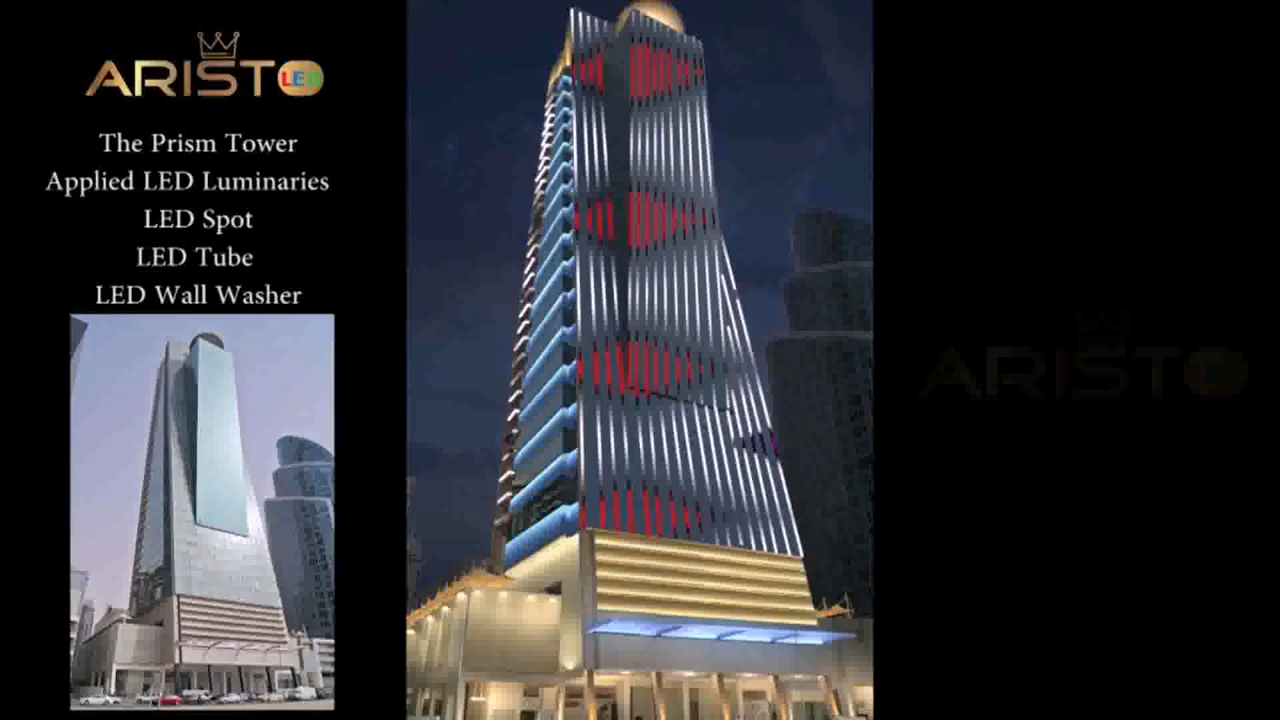 ARISTO
LED
The Prism Tower
Applied LED Luminaries
LED Spot
LED Tube
LED Wall Washer
ARISTO